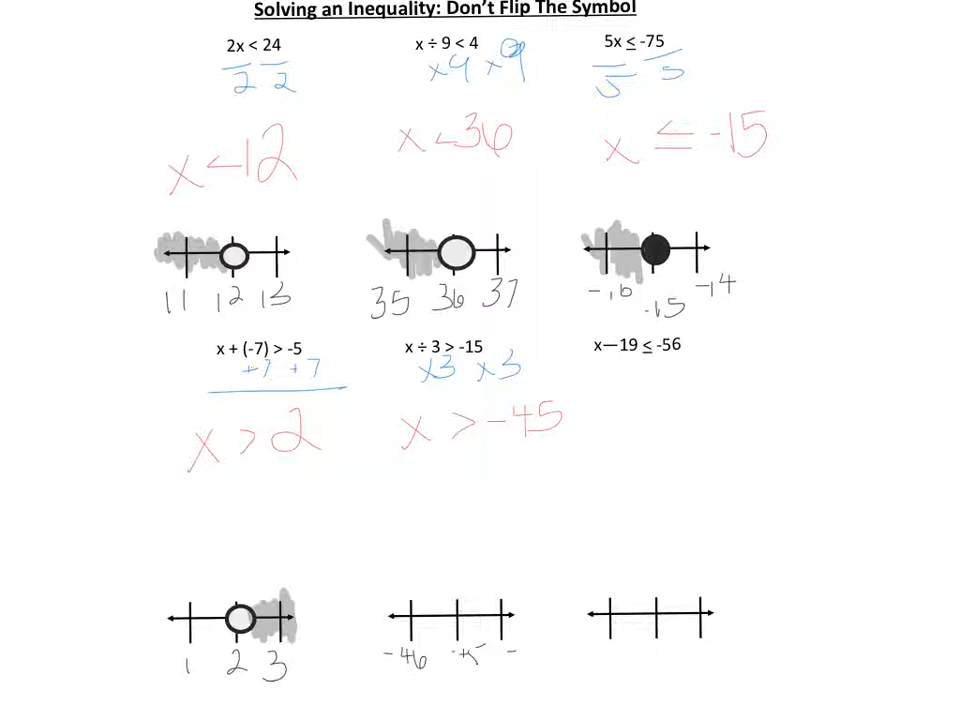 Solving an Inequality: Don't Flip The Symbol
2x < 24 x ÷ 9 < 4 5x ≤ -75
2 2 x9 x9 5 5
x < 12 x < 36 x ≤ -15
11 12 13 35 36 37 -16 -15 -14
x + (-7) > -5 x ÷ 3 > -15 x—19 ≤ -56
+7 +7 x3 x3
x > 2 x > -45
1 2 3 -46 -